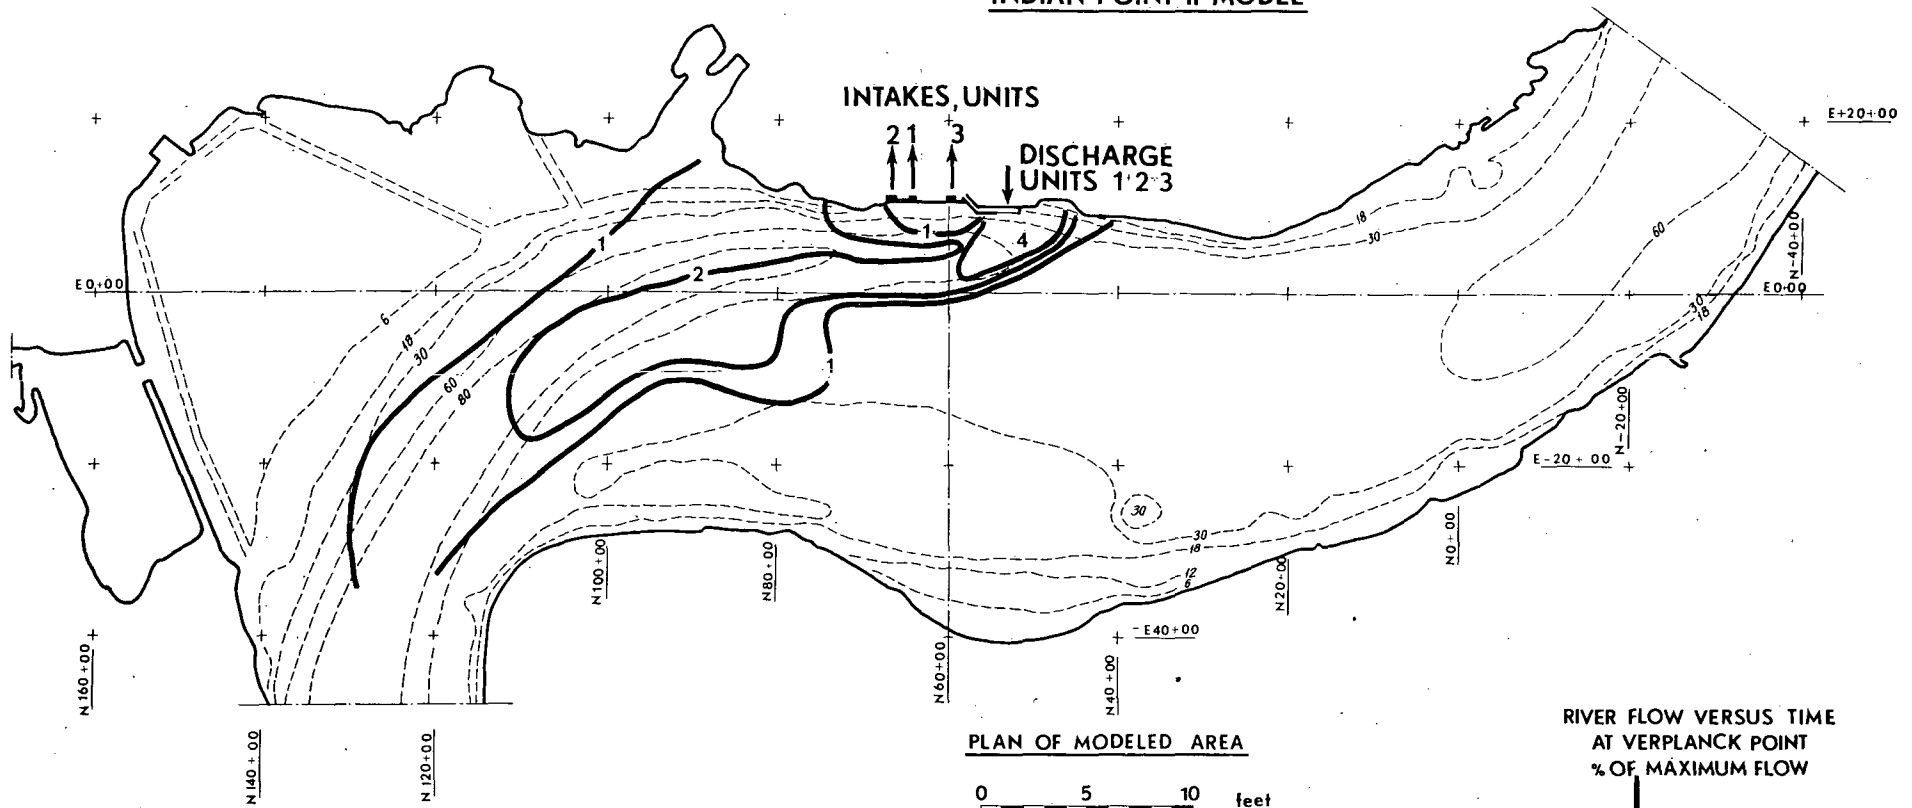 INDIAN POINT II MODEL
INTAKES, UNITS
2 1 3
DISCHARGE
UNITS 1 2 3
E+20+00
18
30
60
N-40+00
1
4
1
2
E0+00
E0+00
6
18
30
60
80
30
18
1
N-20+00
E-20+00
30
30
18
12
6
N0+00
N100+00
N80+00
N20+00
-E40+00
N160+00
N60+00
N40+00
N140+00
N120+00
PLAN OF MODELED AREA
0 5 10 feet
RIVER FLOW VERSUS TIME
AT VERPLANCK POINT
% OF MAXIMUM FLOW